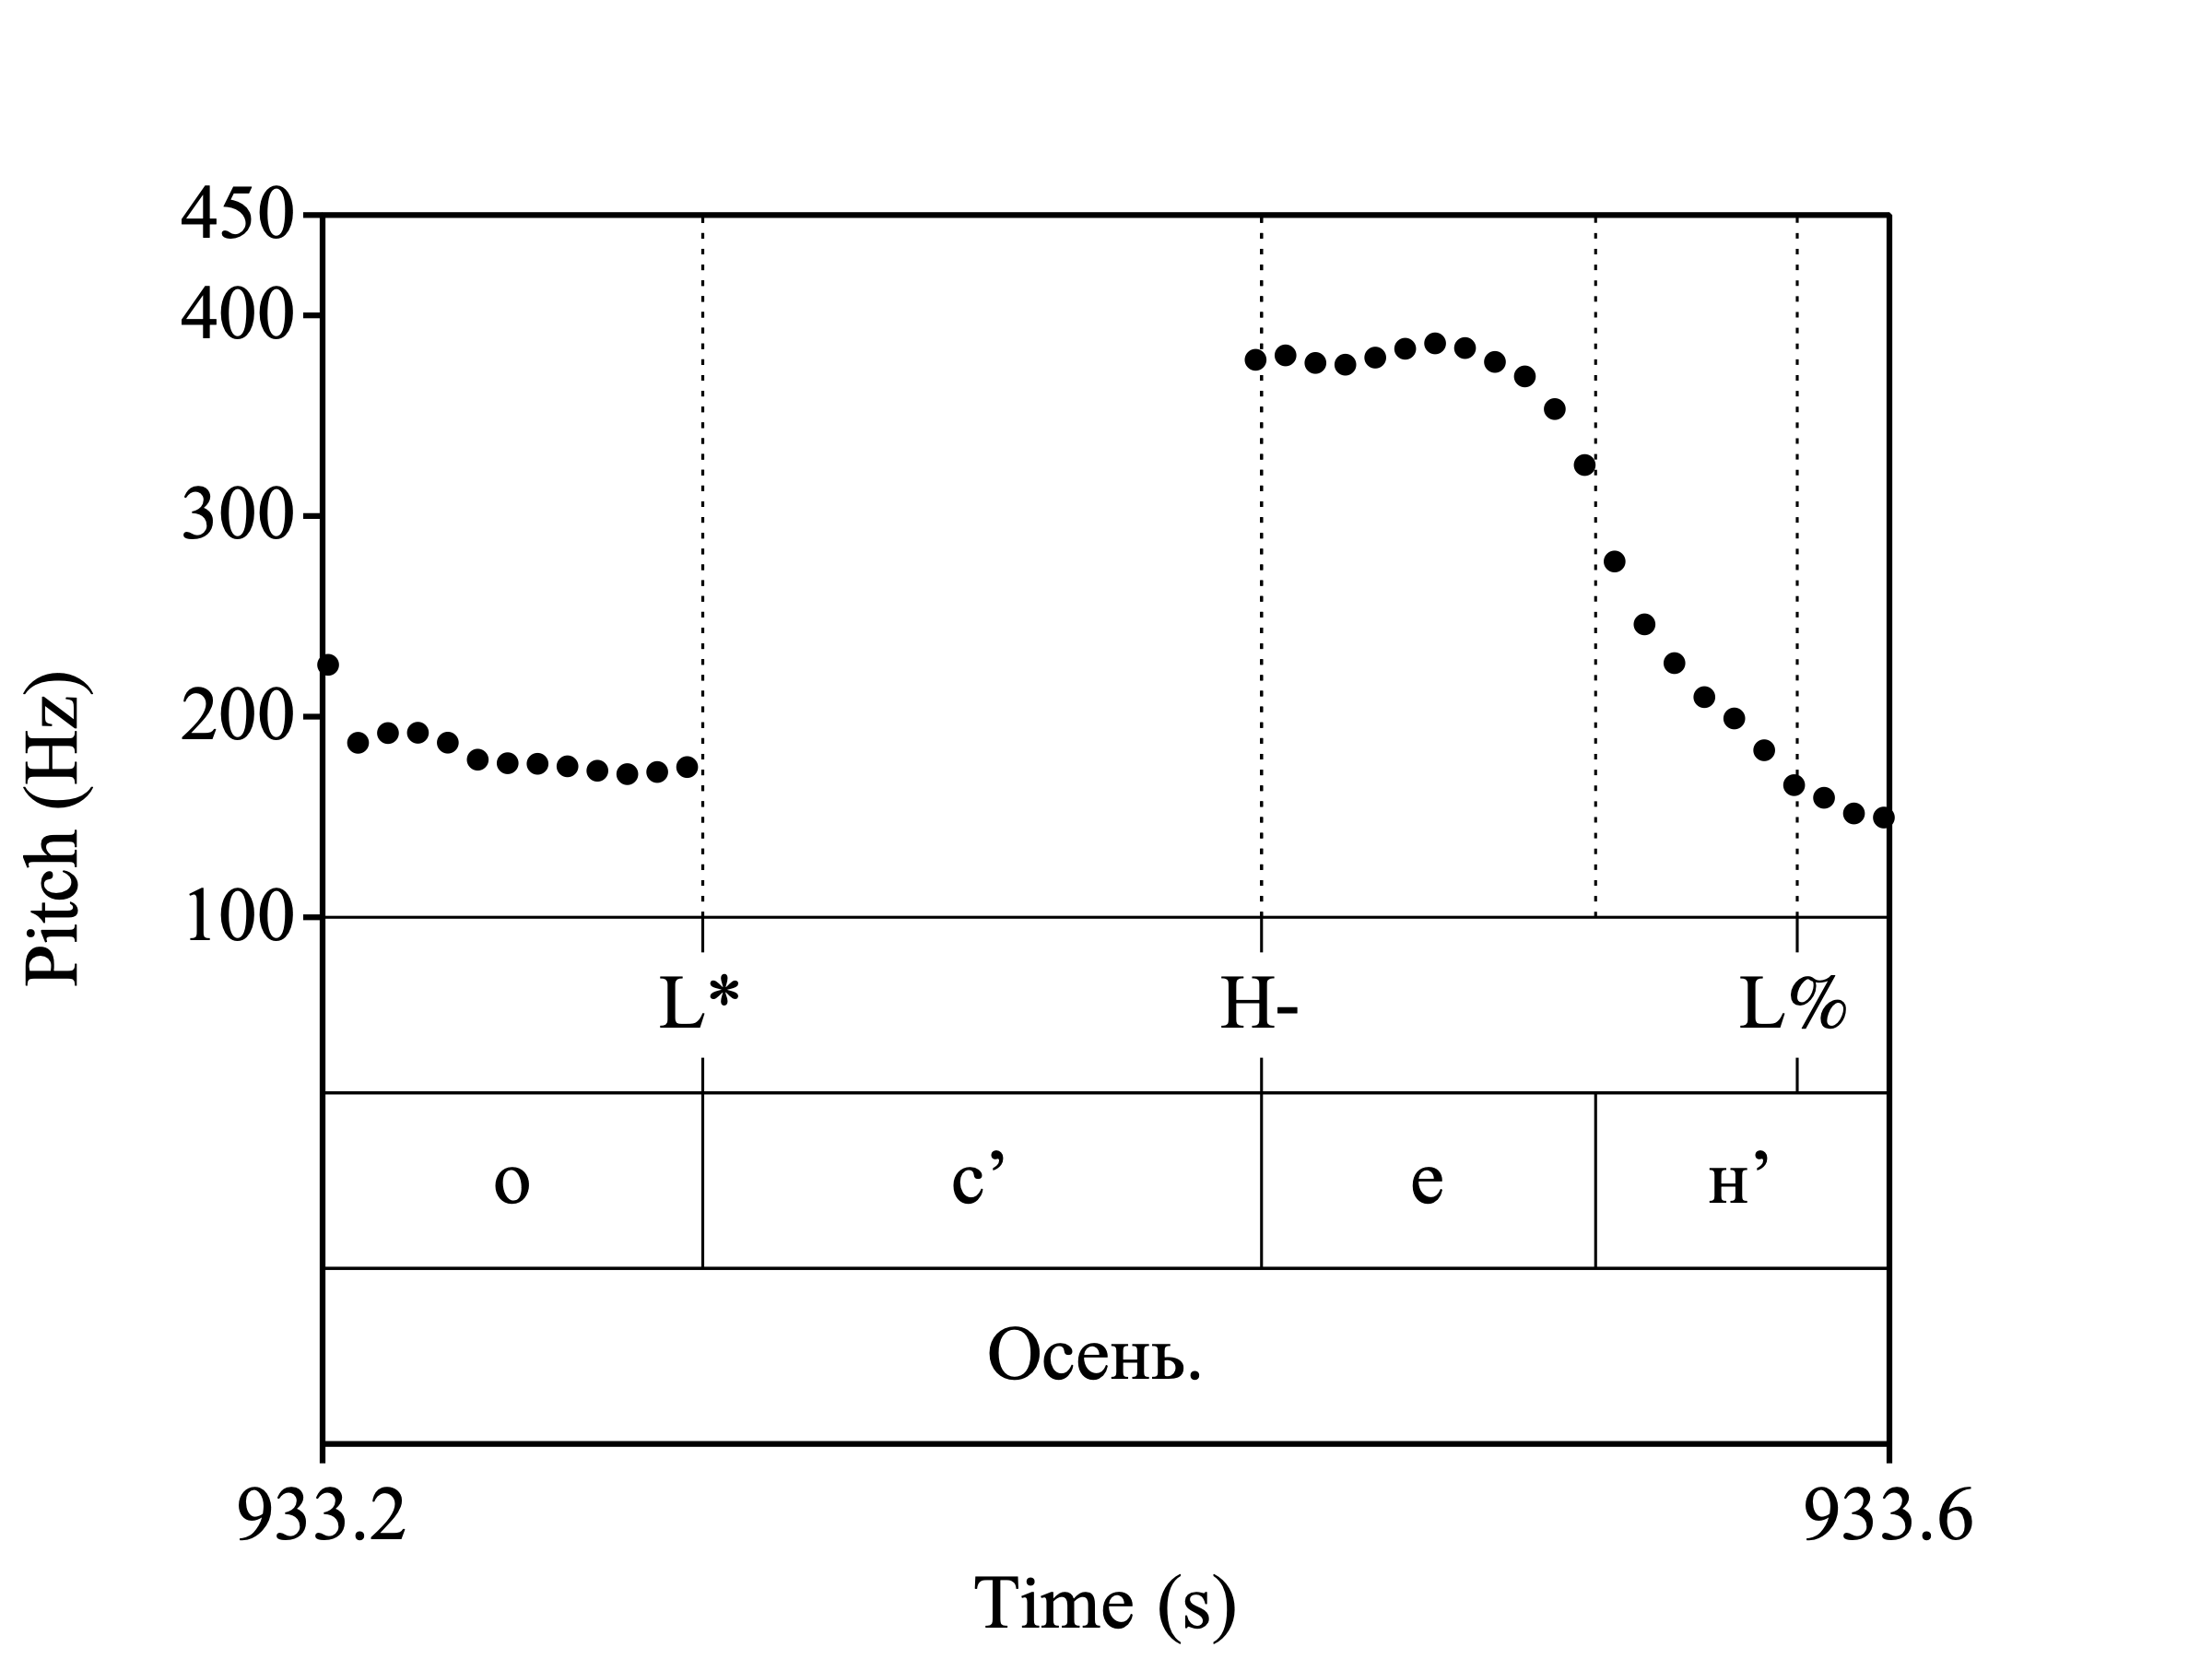 Pitch (Hz)
450
400
300
200
100
L* H- L%
о с’ е н’
Осень.
933.2 933.6
Time (s)